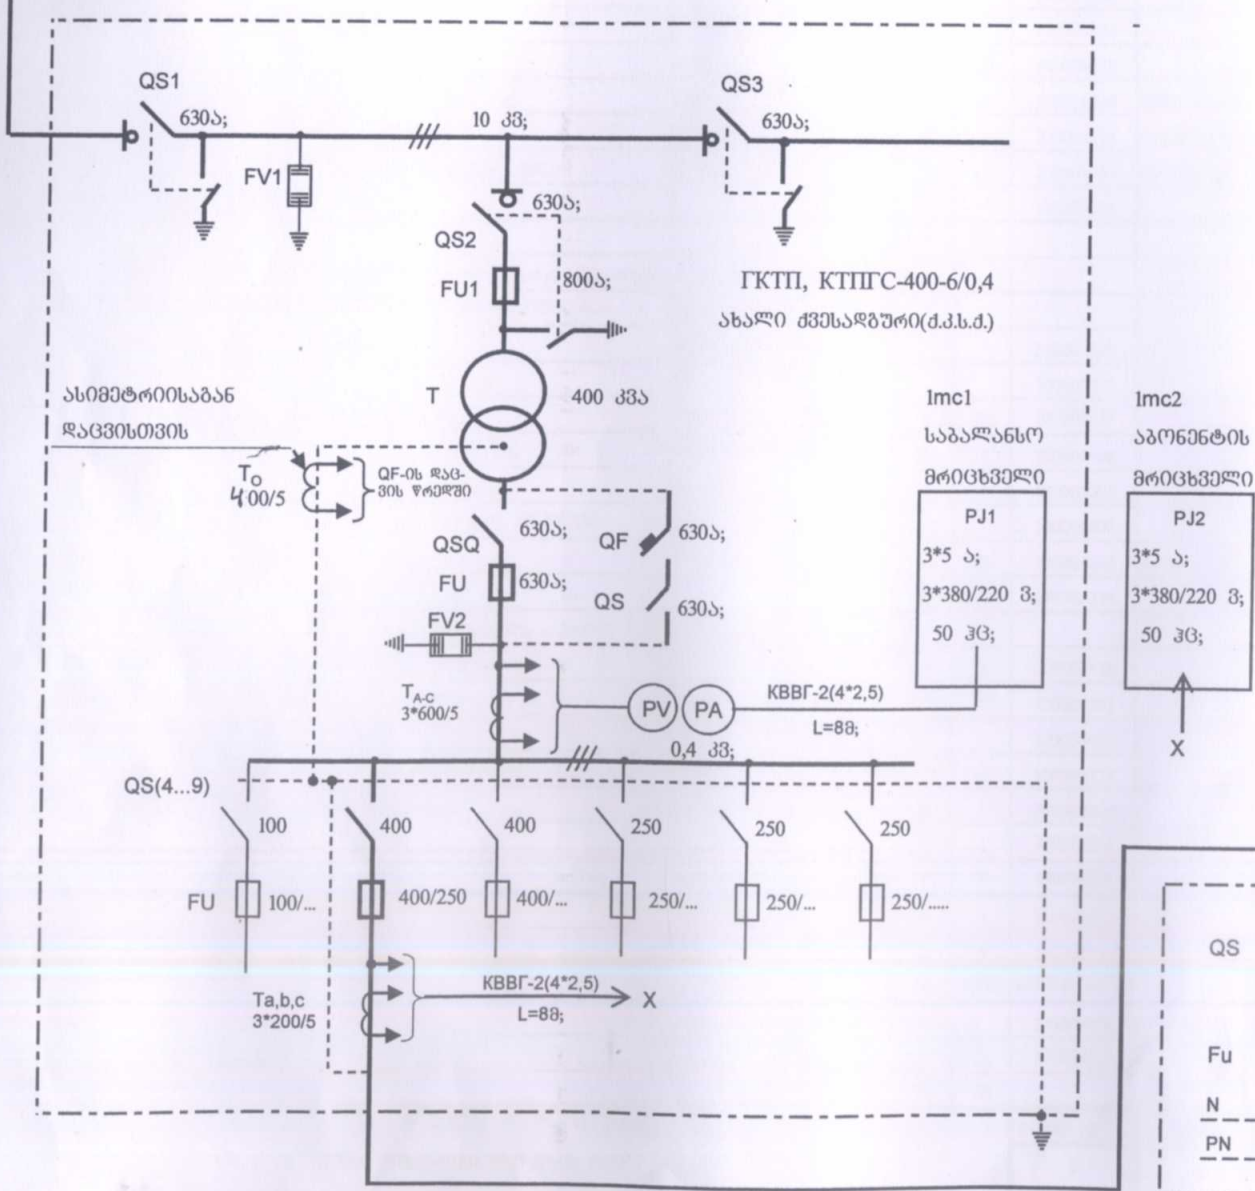 QS1
QS3
630ა;
10 კვ;
630ა;
FV1
630ა;
QS2
FU1
800ა;
ГКТП, КТПГС-400-6/0,4
ახალი ქვესადგური(ქ.პ.ს.ქ.)
T
400 კვა
ასიმეტრიისაგან
დაცვისთვის
1mc1
საბალანსო
მრიცხველი
1mc2
აბონენტის
მრიცხველი
TO
400/5
QF-ის დაც-
ვის წრედში
PJ1
3*5 ა;
3*380/220 ვ;
50 ჰც;
PJ2
3*5 ა;
3*380/220 ვ;
50 ჰც;
X
QSQ
630ა;
QF
630ა;
FU
630ა;
QS
630ა;
FV2
TA-C
3*600/5
PV
PA
КВВГ-2(4*2,5)
L=8მ;
0,4 კვ;
QS(4...9)
100
400
400
250
250
250
FU
100/...
400/250
400/...
250/...
250/...
250/.....
Ta,b,c
3*200/5
КВВГ-2(4*2,5)
L=8მ;
X
QS
Fu
N
PN